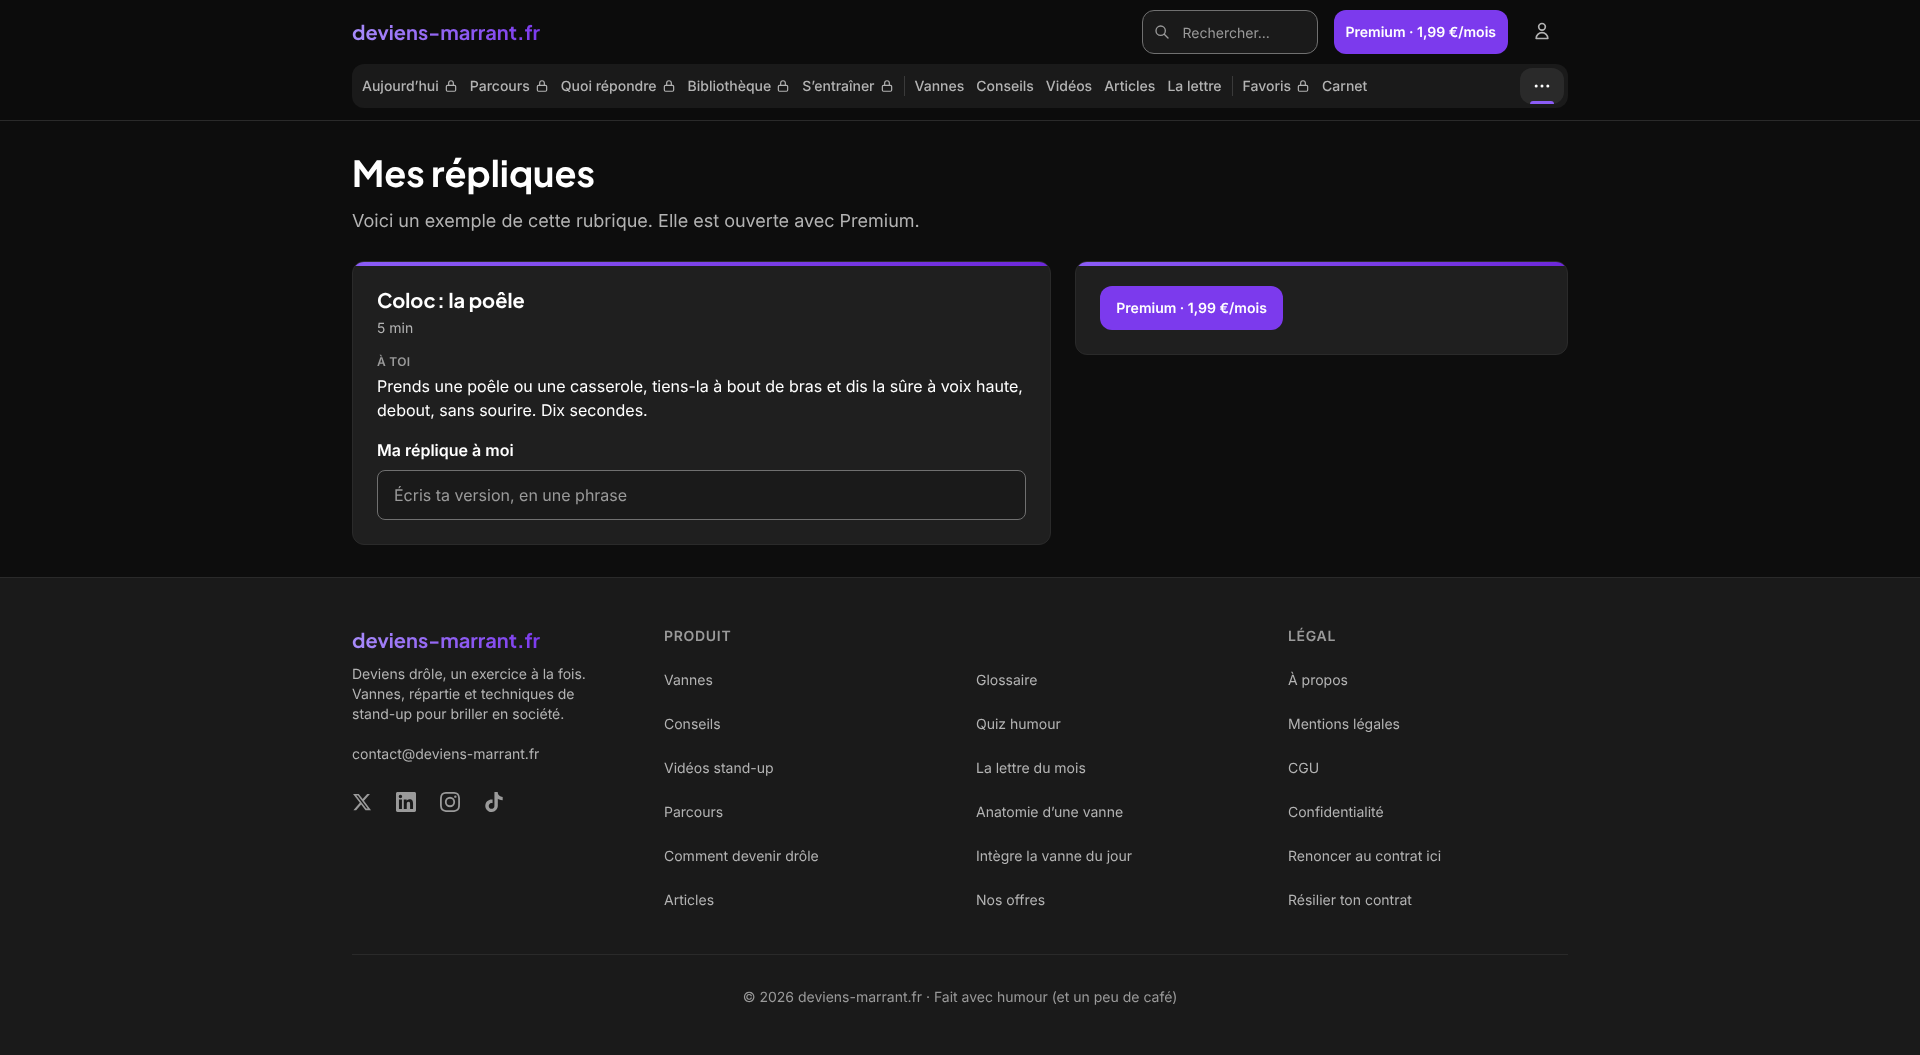 deviens-marrant.fr
Rechercher...
Premium · 1,99 €/mois
Aujourd’hui
Parcours
Quoi répondre
Bibliothèque
S’entraîner
Vannes
Conseils
Vidéos
Articles
La lettre
Favoris
Carnet
Mes répliques
Voici un exemple de cette rubrique. Elle est ouverte avec Premium.
Coloc : la poêle
5 min
À TOI
Prends une poêle ou une casserole, tiens-la à bout de bras et dis la sûre à voix haute,
debout, sans sourire. Dix secondes.
Ma réplique à moi
Écris ta version, en une phrase
Premium · 1,99 €/mois
deviens-marrant.fr
Deviens drôle, un exercice à la fois.
Vannes, répartie et techniques de
stand-up pour briller en société.
contact@deviens-marrant.fr
PRODUIT
Vannes
Conseils
Vidéos stand-up
Parcours
Comment devenir drôle
Articles
Glossaire
Quiz humour
La lettre du mois
Anatomie d’une vanne
Intègre la vanne du jour
Nos offres
LÉGAL
À propos
Mentions légales
CGU
Confidentialité
Renoncer au contrat ici
Résilier ton contrat
© 2026 deviens-marrant.fr · Fait avec humour (et un peu de café)